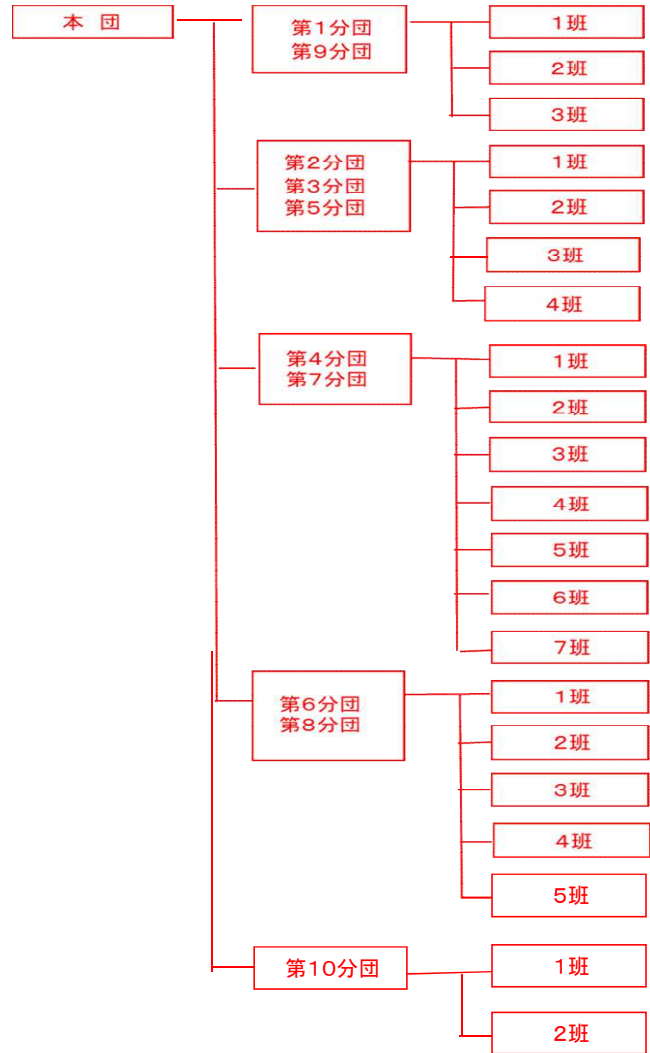 本団
第1分団
第9分団
1班
2班
3班
第2分団
第3分団
第5分団
1班
2班
3班
4班
第4分団
第7分団
1班
2班
3班
4班
5班
6班
7班
第6分団
第8分団
1班
2班
3班
4班
5班
第10分団
1班
2班